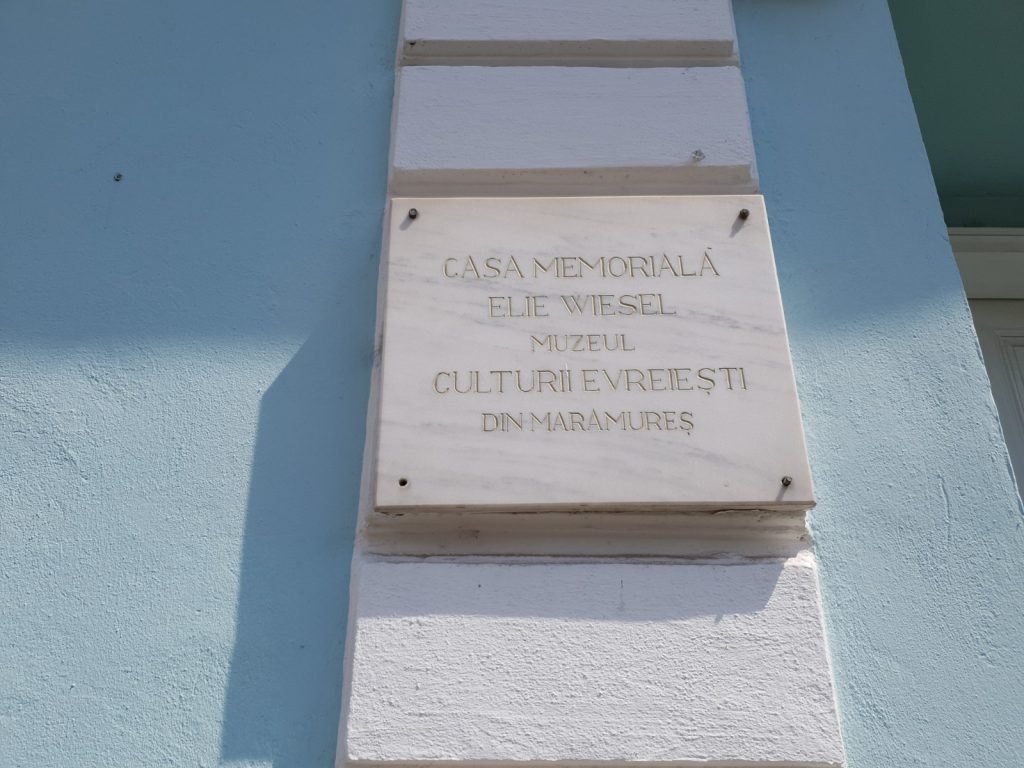 CASA MEMORIALĂ
ELIE WIESEL
MUZEUL
CULTURII EVREIEȘTI
DIN MARAMUREȘ